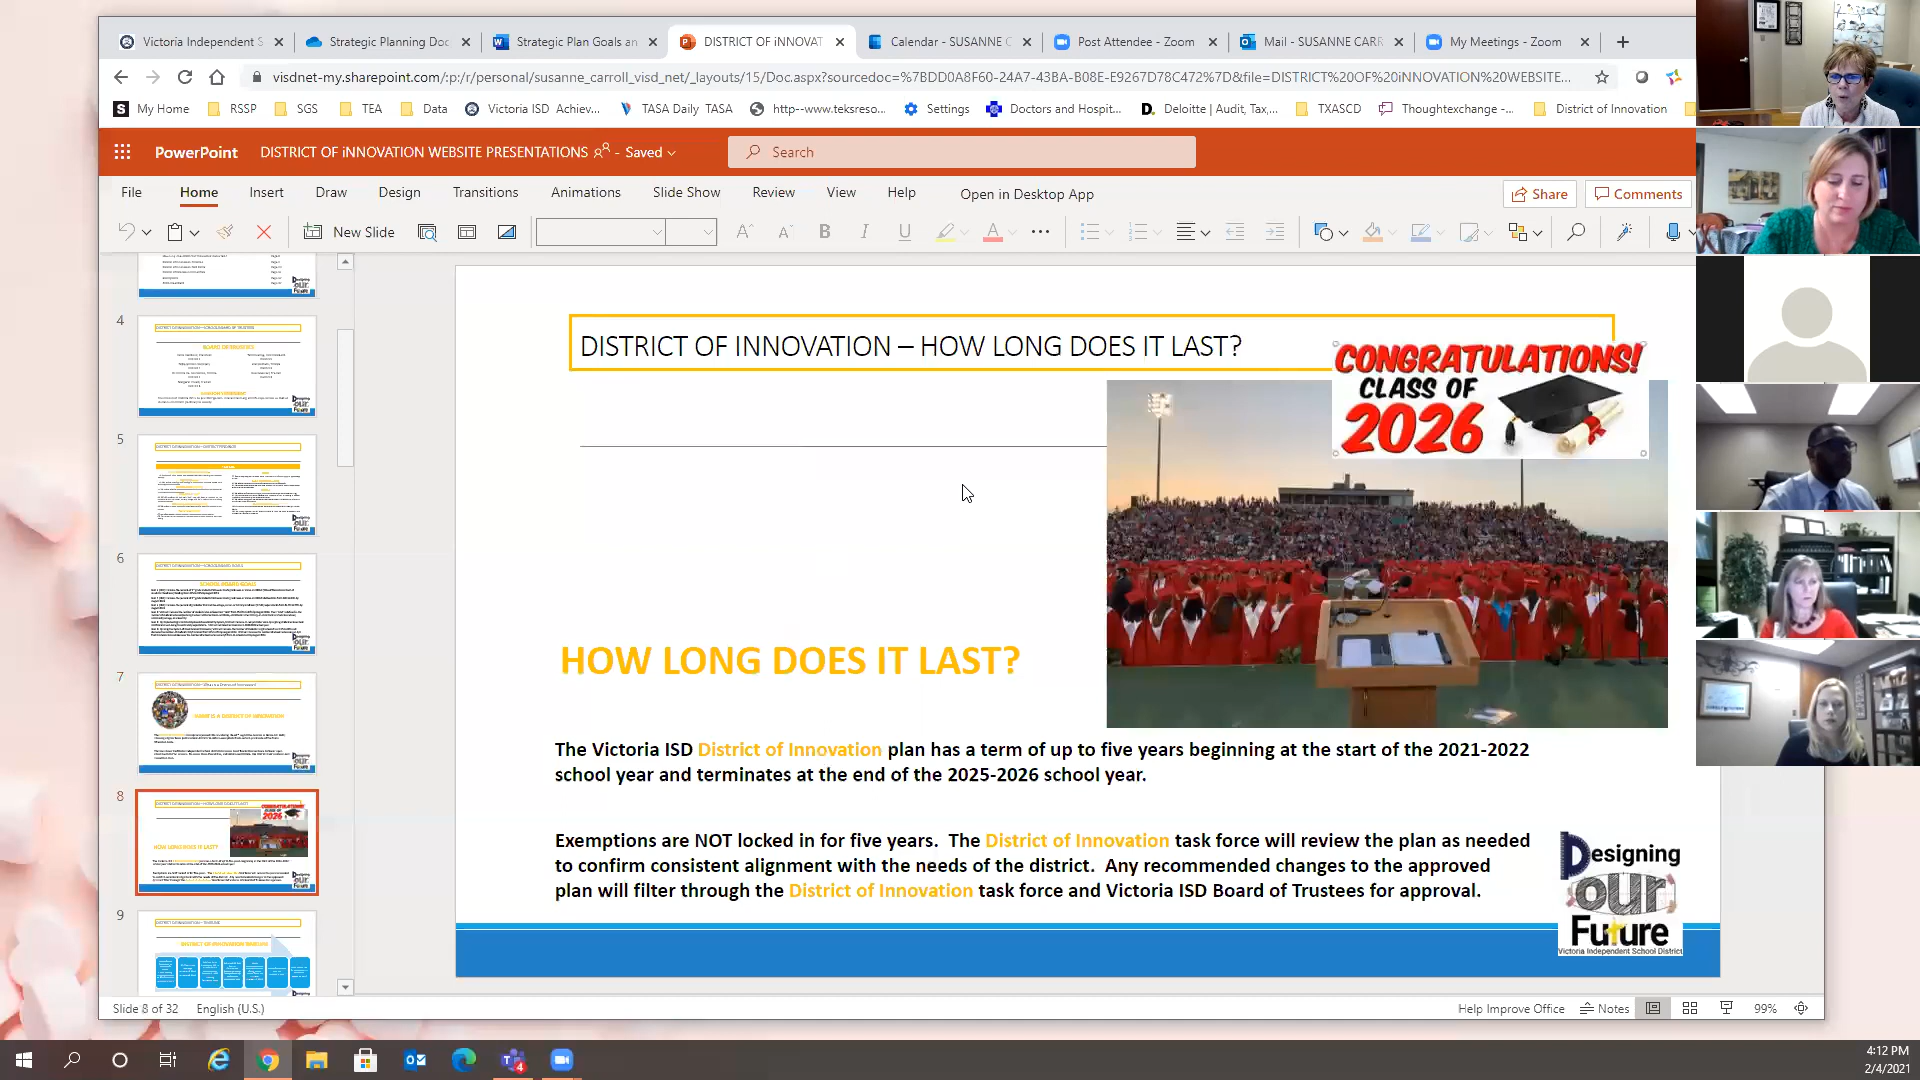 Victoria Independent S
Strategic Planning Doc
Strategic Plan Goals an
DISTRICT OF iNNOVAT
Calendar - SUSANNE C
Post Attendee - Zoom
Mail - SUSANNE CARR
My Meetings - Zoom
visdnet-my.sharepoint.com/:p:/r/personal/susanne_carroll_visd_net/_layouts/15/Doc.aspx?sourcedoc=%7BDD0A8F60-24A7-43BA-B08E-E9267D78C472%7D&file=DISTRICT%20OF%20iNNOVATION%20WEBSITE...
My Home
RSSP
SGS
TEA
Data
Victoria ISD Achiev...
TASA Daily TASA
http--www.teksreso...
Settings
Doctors and Hospit...
Deloitte | Audit, Tax,...
TXASCD
Thoughtexchange -...
District of Innovation
PowerPoint
DISTRICT OF iNNOVATION WEBSITE PRESENTATIONS - Saved
Search
File Home Insert Draw Design Transitions Animations Slide Show Review View Help Open in Desktop App
Share
Comments
New Slide
4
5
6
7
8
9
DISTRICT OF INNOVATION – HOW LONG DOES IT LAST?
CONGRATULATIONS!
CLASS OF
2026
HOW LONG DOES IT LAST?
The Victoria ISD District of Innovation plan has a term of up to five years beginning at the start of the 2021-2022
school year and terminates at the end of the 2025-2026 school year.
Exemptions are NOT locked in for five years. The District of Innovation task force will review the plan as needed
to confirm consistent alignment with the needs of the district. Any recommended changes to the approved
plan will filter through the District of Innovation task force and Victoria ISD Board of Trustees for approval.
Designing
our
Future
Victoria Independent School District
Slide 8 of 32
English (U.S.)
Help Improve Office
Notes
99%
4:12 PM
2/4/2021